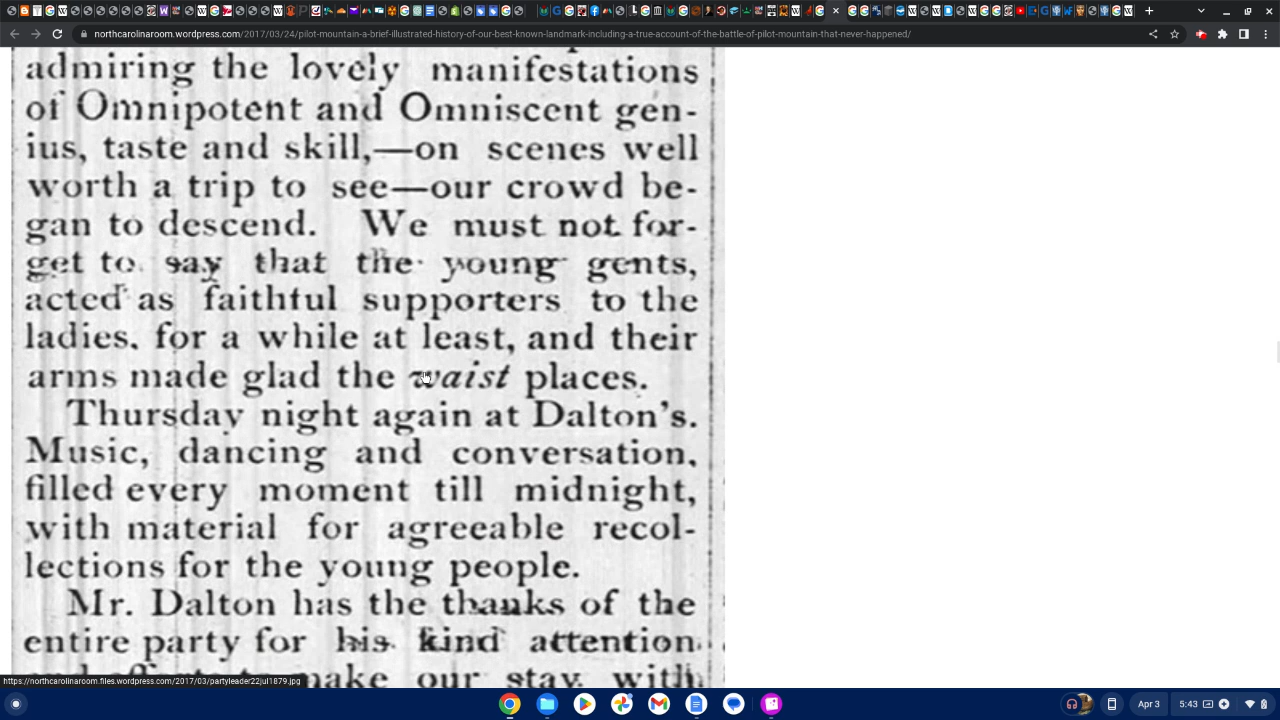 northcarolinaroom.wordpress.com/2017/03/24/pilot-mountain-a-brief-illustrated-history-of-our-best-known-landmark-including-a-true-account-of-the-battle-of-pilot-mountain-that-never-happened/
admiring the lovely manifestations
of Omnipotent and Omniscent gen-
ius, taste and skill,—on scenes well
worth a trip to see—our crowd be-
gan to descend. We must not for-
get to say that the young gents,
acted as faithful supporters to the
ladies, for a while at least, and their
arms made glad the waist places.
Thursday night again at Dalton's.
Music, dancing and conversation,
filled every moment till midnight,
with material for agreeable recol-
lections for the young people.
Mr. Dalton has the thanks of the
entire party for his kind attention
and efforts to make our stay with
https://northcarolinaroom.files.wordpress.com/2017/03/partyleader22jul1879.jpg
Apr 3 5:43